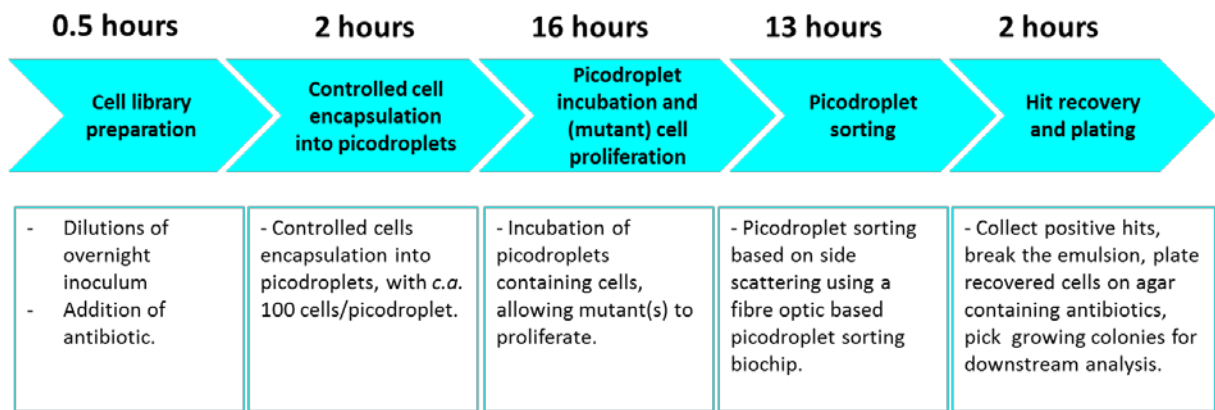 0.5 hours
2 hours
16 hours
13 hours
2 hours
Cell library
preparation
Controlled cell
encapsulation
into picodroplets
Picodroplet
incubation and
(mutant) cell
proliferation
Picodroplet
sorting
Hit recovery
and plating
- Dilutions of
overnight
inoculum
- Addition of
antibiotic.
- Controlled cells
encapsulation into
picodroplets, with c.a.
100 cells/picodroplet.
- Incubation of
picodroplets
containing cells,
allowing mutant(s) to
proliferate.
- Picodroplet sorting
based on side
scattering using a
fibre optic based
picodroplet sorting
biochip.
- Collect positive hits,
break the emulsion, plate
recovered cells on agar
containing antibiotics,
pick growing colonies for
downstream analysis.